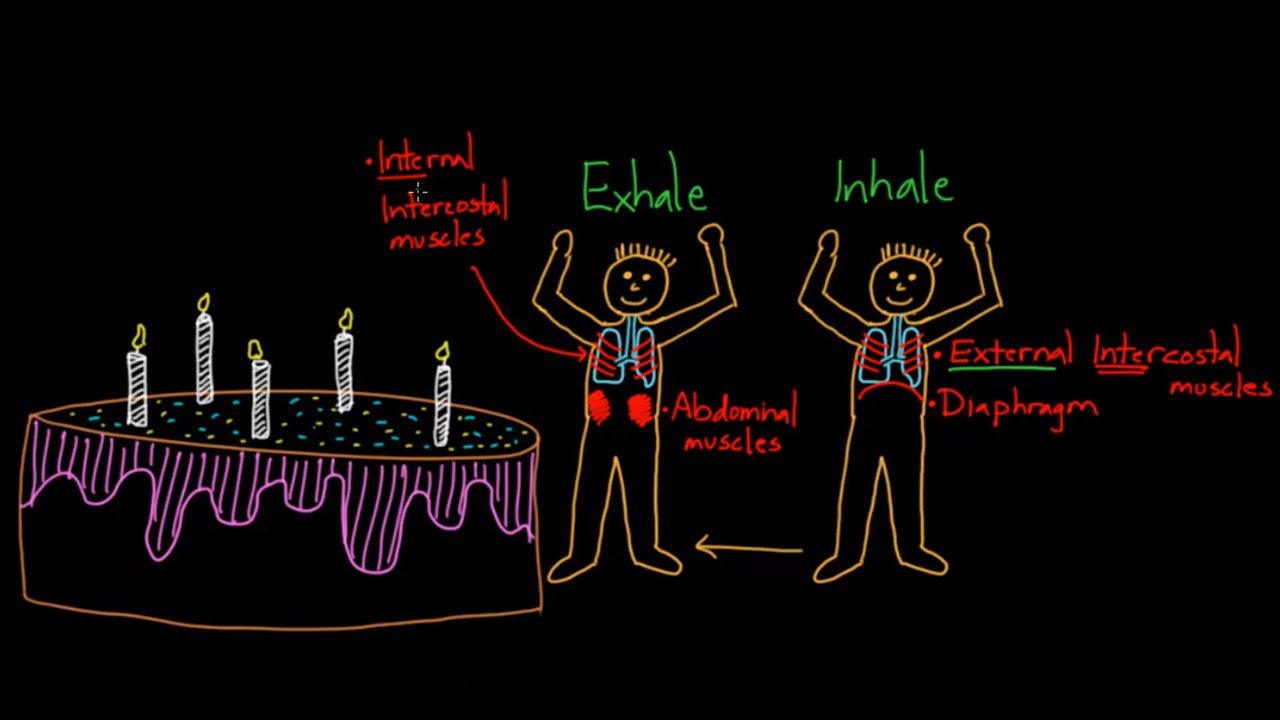 • Internal
Intercostal
muscles
Exhale
Inhale
• Abdominal
muscles
• External Intercostal
muscles
• Diaphragm